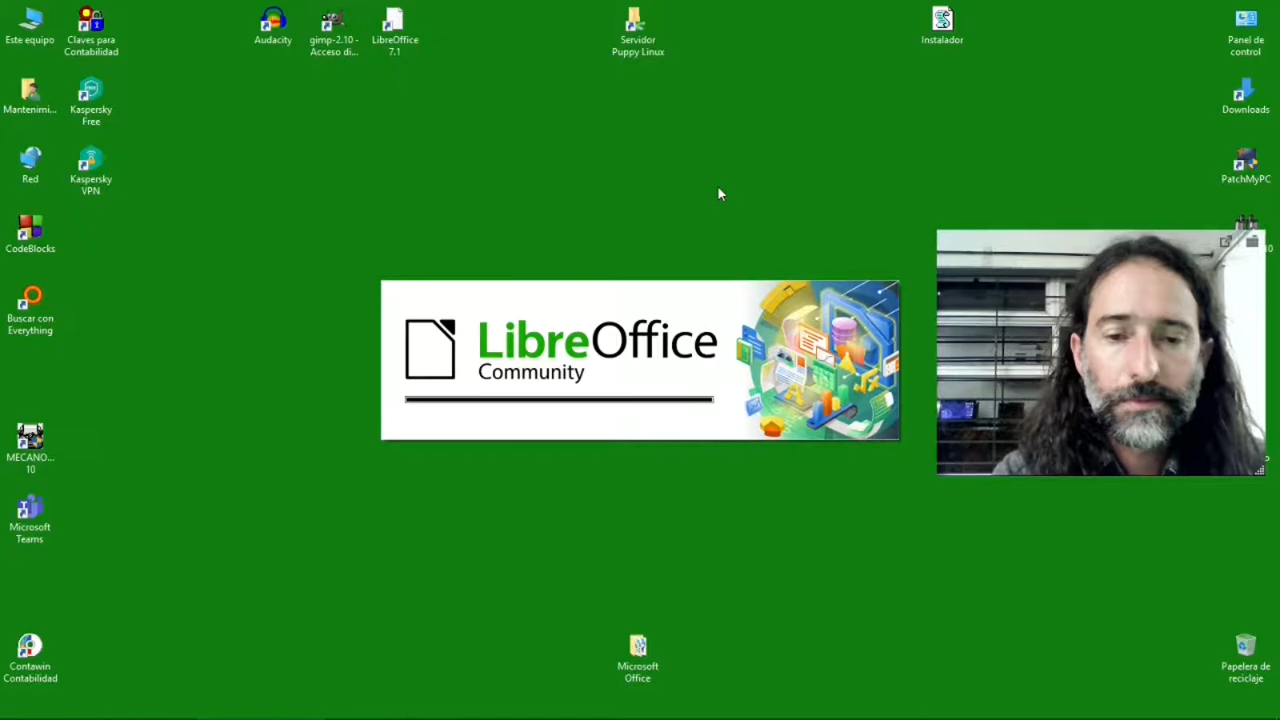 Este equipo
Claves para
Contabilidad
Audacity
gimp-2.10 -
Acceso di...
LibreOffice
7.1
Servidor
Puppy Linux
Instalador
Panel de
control
Mantenimi...
Kaspersky
Free
Downloads
Red
Kaspersky
VPN
PatchMyPC
CodeBlocks
10
Buscar con
Everything
LibreOffice
Community
MECANO...
10
Microsoft
Teams
Contawin
Contabilidad
Microsoft
Office
Papelera de
reciclaje